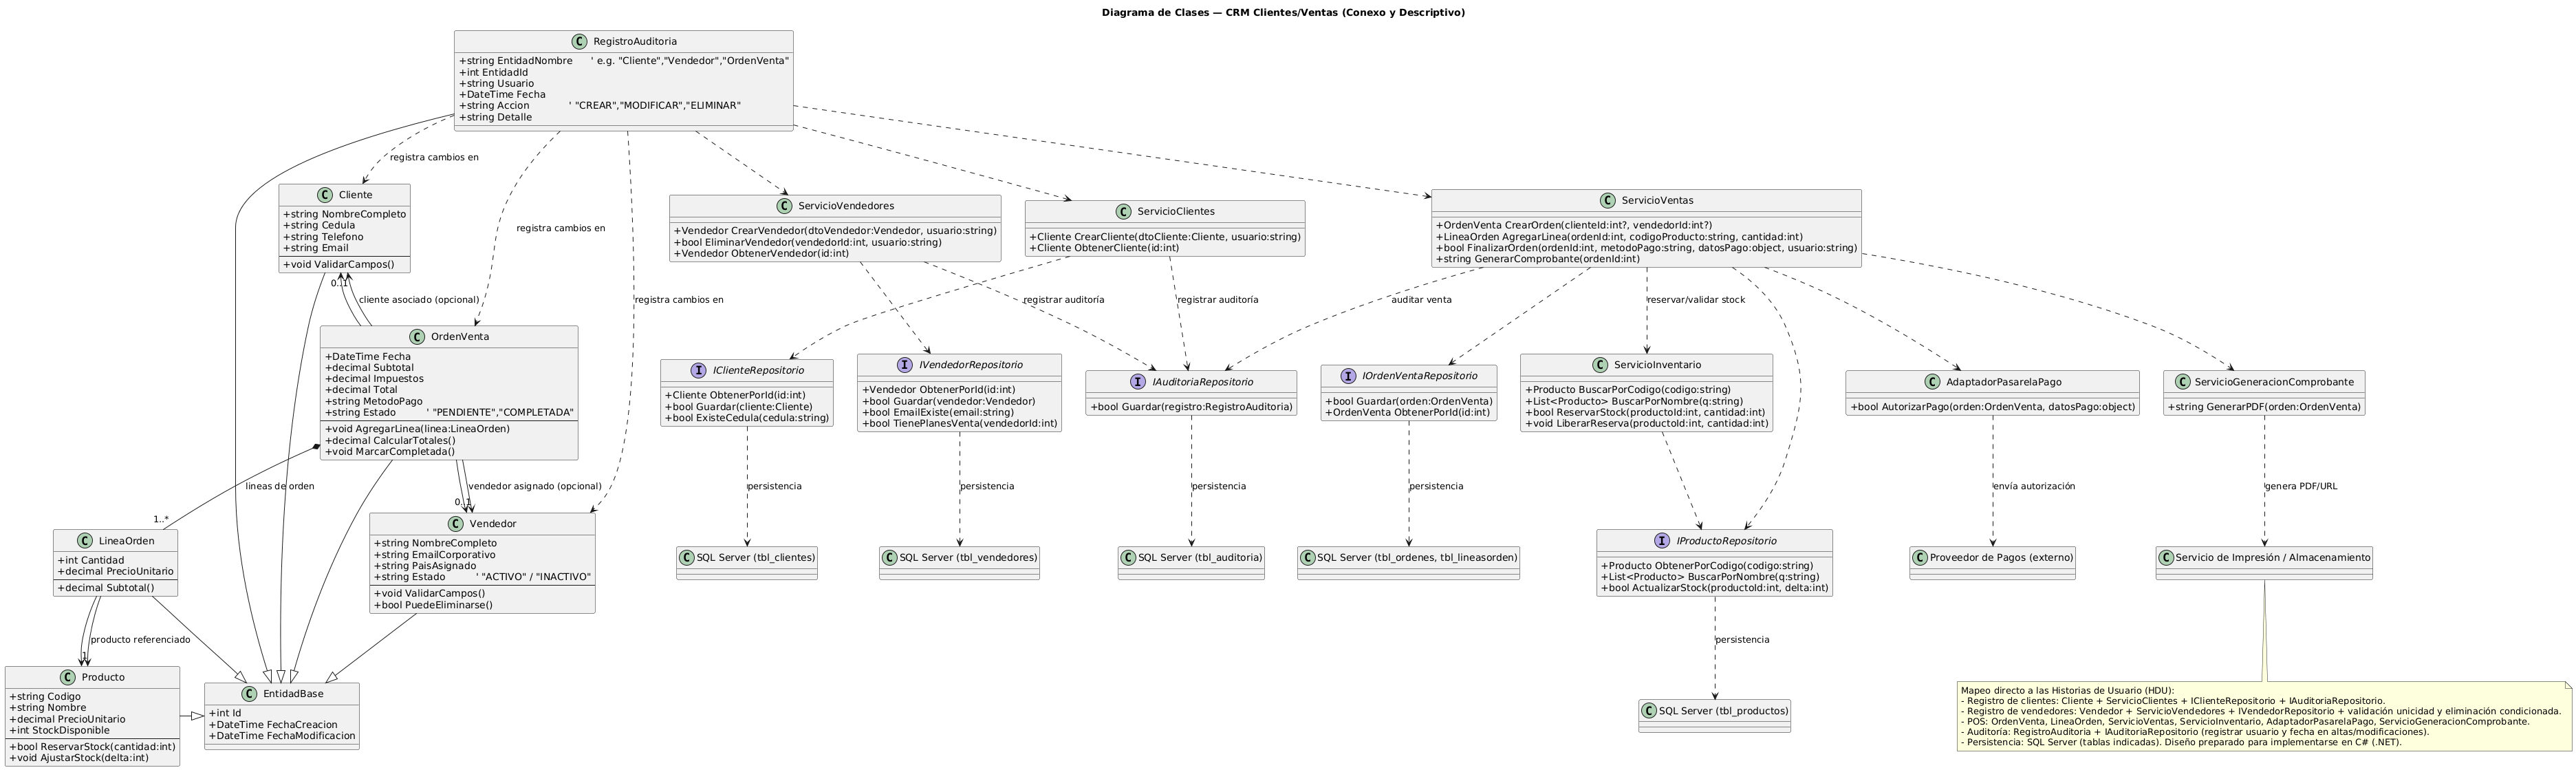 Diagrama de Clases — CRM Clientes/Ventas (Conexo y Descriptivo)
C RegistroAuditoria
+string EntidadNombre ' e.g. "Cliente","Vendedor","OrdenVenta"
+int EntidadId
+string Usuario
+DateTime Fecha
+string Accion ' "CREAR","MODIFICAR","ELIMINAR"
+string Detalle
registra cambios en
C Cliente
+string NombreCompleto
+string Cedula
+string Telefono
+string Email
+void ValidarCampos()
registra cambios en
C ServicioVendedores
+Vendedor CrearVendedor(dtoVendedor:Vendedor, usuario:string)
+bool EliminarVendedor(vendedorId:int, usuario:string)
+Vendedor ObtenerVendedor(id:int)
C ServicioClientes
+Cliente CrearCliente(dtoCliente:Cliente, usuario:string)
+Cliente ObtenerCliente(id:int)
C ServicioVentas
+OrdenVenta CrearOrden(clienteId:int?, vendedorId:int?)
+LineaOrden AgregarLinea(ordenId:int, codigoProducto:string, cantidad:int)
+bool FinalizarOrden(ordenId:int, metodoPago:string, datosPago:object, usuario:string)
+string GenerarComprobante(ordenId:int)
0..1
cliente asociado (opcional)
registra cambios en
registrar auditoría
registrar auditoría
auditar venta
reservar/validar stock
C OrdenVenta
+DateTime Fecha
+decimal Subtotal
+decimal Impuestos
+decimal Total
+string MetodoPago
+string Estado ' "PENDIENTE","COMPLETADA"
+void AgregarLinea(linea:LineaOrden)
+decimal CalcularTotales()
+void MarcarCompletada()
I IClienteRepositorio
+Cliente ObtenerPorId(id:int)
+bool Guardar(cliente:Cliente)
+bool ExisteCedula(cedula:string)
I IVendedorRepositorio
+Vendedor ObtenerPorId(id:int)
+bool Guardar(vendedor:Vendedor)
+bool EmailExiste(email:string)
+bool TienePlanesVenta(vendedorId:int)
I IAuditoriaRepositorio
+bool Guardar(registro:RegistroAuditoria)
I IOrdenVentaRepositorio
+bool Guardar(orden:OrdenVenta)
+OrdenVenta ObtenerPorId(id:int)
C ServicioInventario
+Producto BuscarPorCodigo(codigo:string)
+List<Producto> BuscarPorNombre(q:string)
+bool ReservarStock(productoId:int, cantidad:int)
+void LiberarReserva(productoId:int, cantidad:int)
C AdaptadorPasarelaPago
+bool AutorizarPago(orden:OrdenVenta, datosPago:object)
C ServicioGeneracionComprobante
+string GenerarPDF(orden:OrdenVenta)
lineas de orden
vendedor asignado (opcional)
0..1
1..*
persistencia
persistencia
persistencia
persistencia
envía autorización
genera PDF/URL
C LineaOrden
+int Cantidad
+decimal PrecioUnitario
+decimal Subtotal()
C Vendedor
+string NombreCompleto
+string EmailCorporativo
+string PaisAsignado
+string Estado ' "ACTIVO" / "INACTIVO"
+void ValidarCampos()
+bool PuedeEliminarse()
C SQL Server (tbl_clientes)
C SQL Server (tbl_vendedores)
C SQL Server (tbl_auditoria)
C SQL Server (tbl_ordenes, tbl_lineasorden)
I IProductoRepositorio
+Producto ObtenerPorCodigo(codigo:string)
+List<Producto> BuscarPorNombre(q:string)
+bool ActualizarStock(productoId:int, delta:int)
C Proveedor de Pagos (externo)
C Servicio de Impresión / Almacenamiento
producto referenciado
1
persistencia
C Producto
+string Codigo
+string Nombre
+decimal PrecioUnitario
+int StockDisponible
+bool ReservarStock(cantidad:int)
+void AjustarStock(delta:int)
C EntidadBase
+int Id
+DateTime FechaCreacion
+DateTime FechaModificacion
C SQL Server (tbl_productos)
Mapeo directo a las Historias de Usuario (HDU):
- Registro de clientes: Cliente + ServicioClientes + IClienteRepositorio + IAuditoriaRepositorio.
- Registro de vendedores: Vendedor + ServicioVendedores + IVendedorRepositorio + validación unicidad y eliminación condicionada.
- POS: OrdenVenta, LineaOrden, ServicioVentas, ServicioInventario, AdaptadorPasarelaPago, ServicioGeneracionComprobante.
- Auditoría: RegistroAuditoria + IAuditoriaRepositorio (registrar usuario y fecha en altas/modificaciones).
- Persistencia: SQL Server (tablas indicadas). Diseño preparado para implementarse en C# (.NET).